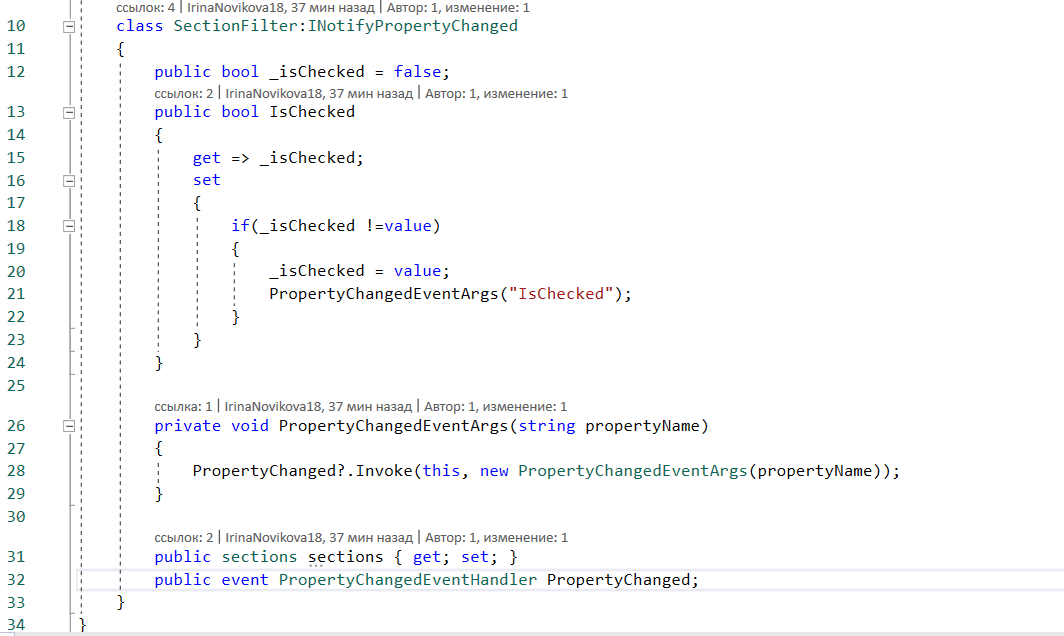 ссылок: 4 | IrinaNovikova18, 37 мин назад | Автор: 1, изменение: 1
10 class SectionFilter:INotifyPropertyChanged
11 {
12 public bool _isChecked = false;
ссылок: 2 | IrinaNovikova18, 37 мин назад | Автор: 1, изменение: 1
13 public bool IsChecked
14 {
15 get => _isChecked;
16 set
17 {
18 if(_isChecked !=value)
19 {
20 _isChecked = value;
21 PropertyChangedEventArgs("IsChecked");
22 }
23 }
24 }
25
ссылка: 1 | IrinaNovikova18, 37 мин назад | Автор: 1, изменение: 1
26 private void PropertyChangedEventArgs(string propertyName)
27 {
28 PropertyChanged?.Invoke(this, new PropertyChangedEventArgs(propertyName));
29 }
30
ссылок: 2 | IrinaNovikova18, 37 мин назад | Автор: 1, изменение: 1
31 public sections sections { get; set; }
32 public event PropertyChangedEventHandler PropertyChanged;
33 }
34 }